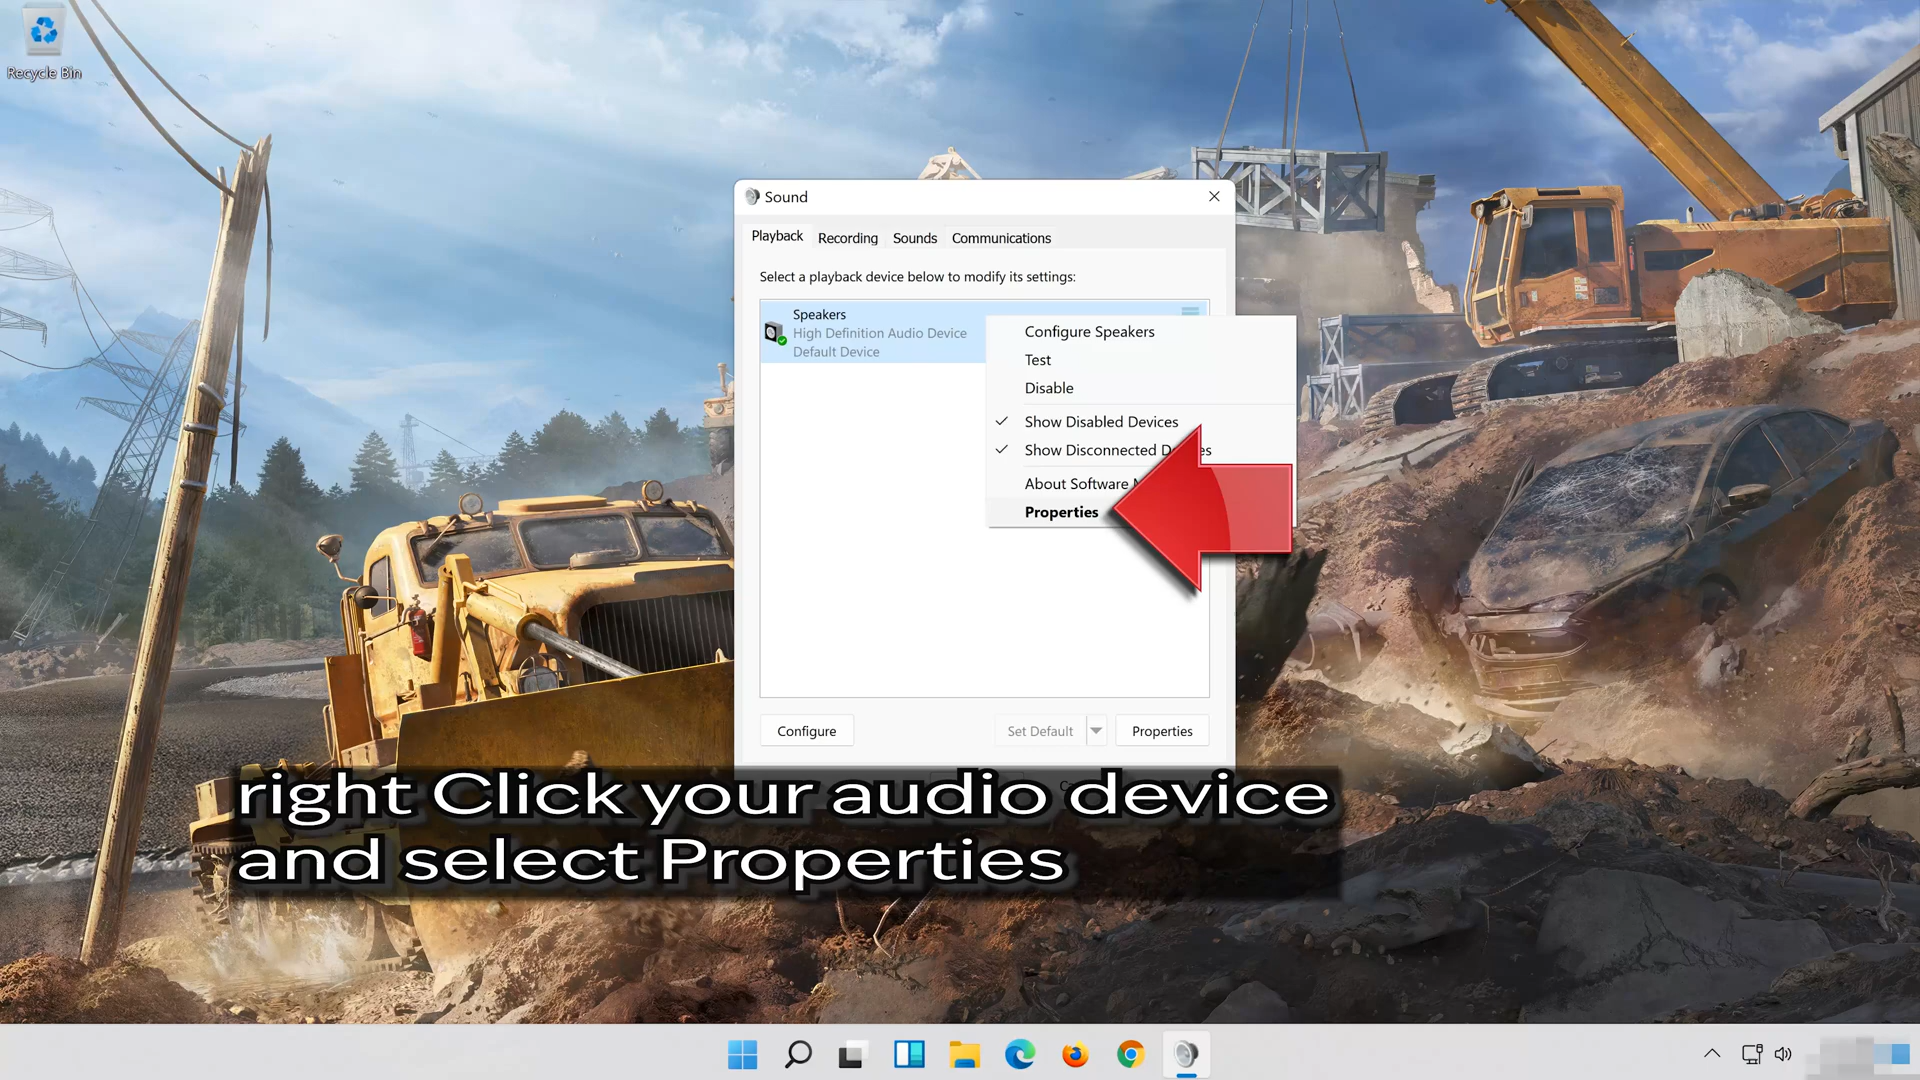 Recycle Bin
Sound
Playback Recording Sounds Communications
Select a playback device below to modify its settings:
Speakers
High Definition Audio Device
Default Device
Configure Speakers
Test
Disable
Show Disabled Devices
Show Disconnected
About Software
Properties
Configure Set Default Properties
right Click your audio device
and select Properties